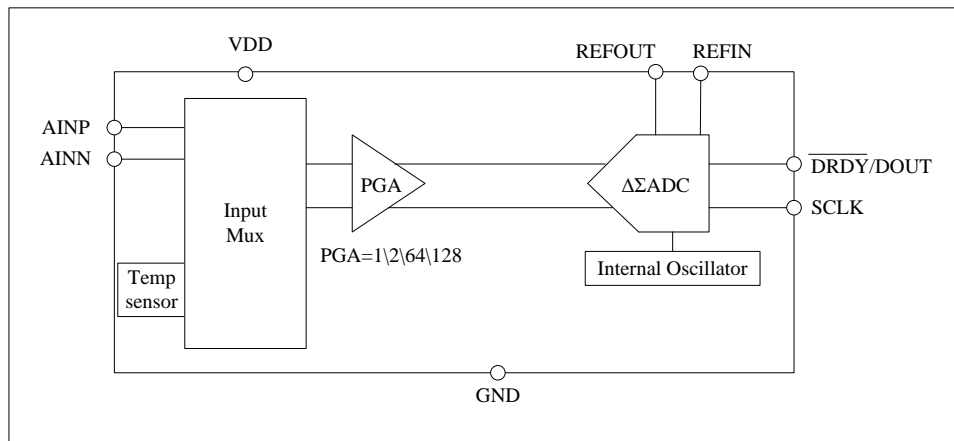 VDD
REFOUT REFIN
AINP
AINN
PGA
ΔΣADC
DRDY/DOUT
SCLK
Input
Mux
PGA=1\2\64\128
Internal Oscillator
Temp
sensor
GND